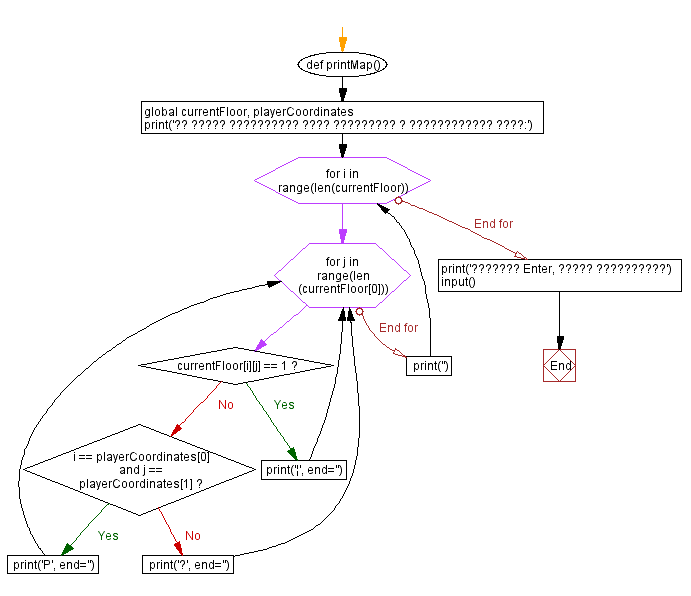 def printMap()
global currentFloor, playerCoordinates
print('?? ????? ?????????? ???? ????????? ? ???????????? ????:')
for i in
range(len(currentFloor))
End for
for j in
range(len
(currentFloor[0]))
print('??????? Enter, ????? ??????????')
input()
End for
currentFloor[i][j] == 1 ?
print('')
End
No
Yes
i == playerCoordinates[0]
and j ==
playerCoordinates[1] ?
print('¦', end='')
Yes
No
print('P', end='')
print('?', end='')